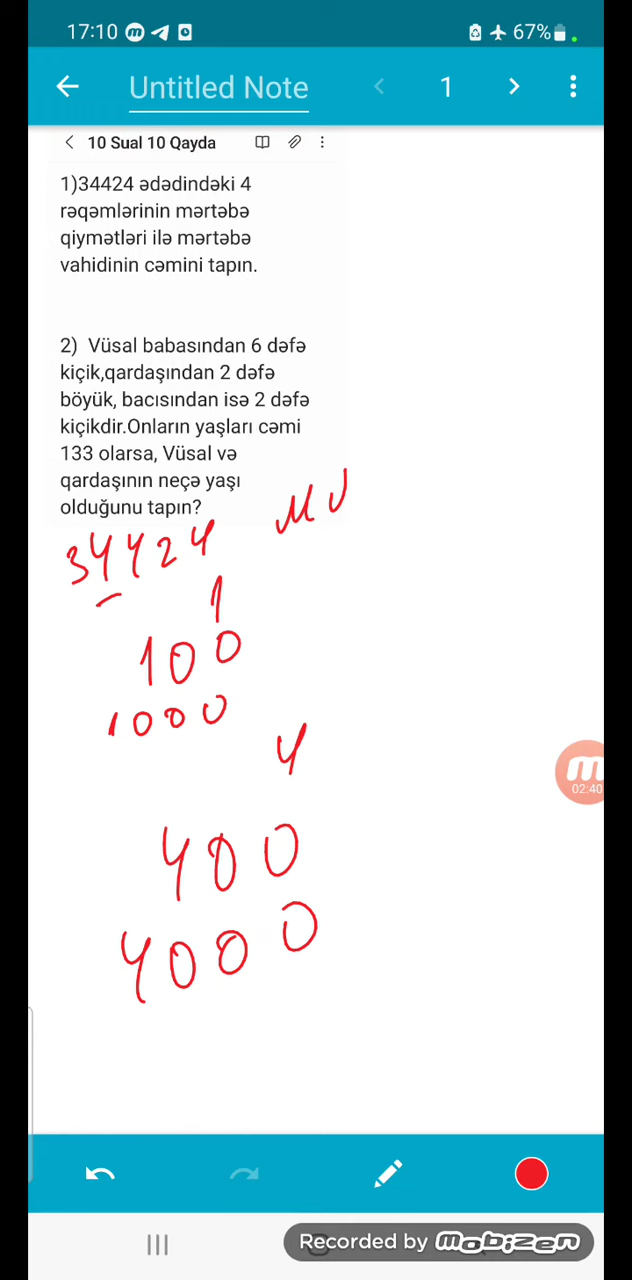 17:10 67%
Untitled Note 1
10 Sual 10 Qayda
1)34424 ədədindəki 4
rəqəmlərinin mərtəbə
qiymətləri ilə mərtəbə
vahidinin cəmini tapın.
2) Vüsal babasından 6 dəfə
kiçik,qardaşından 2 dəfə
böyük, bacısından isə 2 dəfə
kiçikdir.Onların yaşları cəmi
133 olarsa, Vüsal və
qardaşının neçə yaşı
olduğunu tapın?
MV
34424
1
100
1000
4
400
4000
m
02:40
Recorded by mobizen